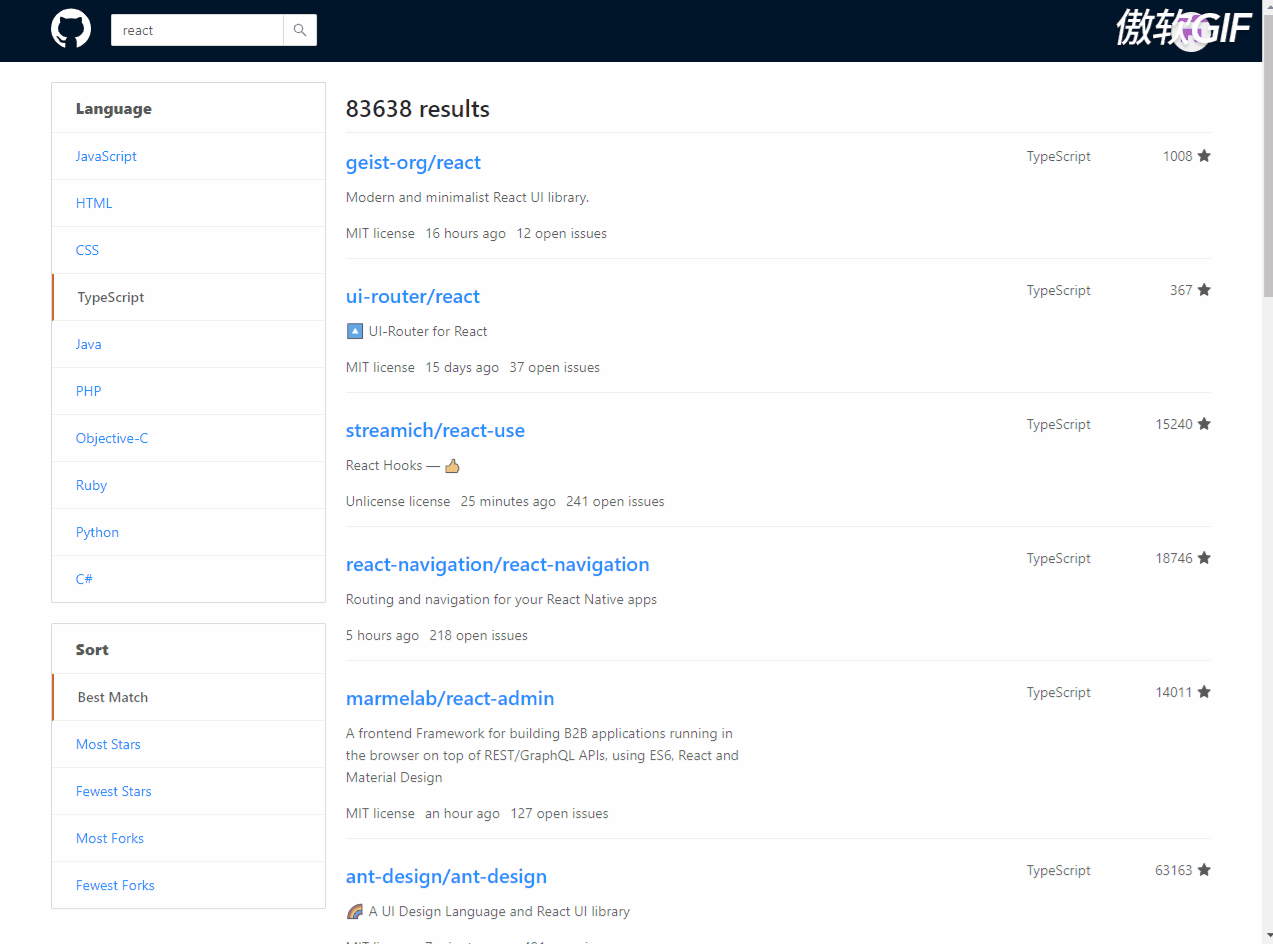 react
傲软GIF
Language
JavaScript
HTML
CSS
TypeScript
Java
PHP
Objective-C
Ruby
Python
C#
Sort
Best Match
Most Stars
Fewest Stars
Most Forks
Fewest Forks
83638 results
geist-org/react
TypeScript 1008 ★
Modern and minimalist React UI library.
MIT license 16 hours ago 12 open issues
ui-router/react
TypeScript 367 ★
🔼 UI-Router for React
MIT license 15 days ago 37 open issues
streamich/react-use
TypeScript 15240 ★
React Hooks — 👍
Unlicense license 25 minutes ago 241 open issues
react-navigation/react-navigation
TypeScript 18746 ★
Routing and navigation for your React Native apps
5 hours ago 218 open issues
marmelab/react-admin
TypeScript 14011 ★
A frontend Framework for building B2B applications running in
the browser on top of REST/GraphQL APIs, using ES6, React and
Material Design
MIT license an hour ago 127 open issues
ant-design/ant-design
TypeScript 63163 ★
🌈 A UI Design Language and React UI library